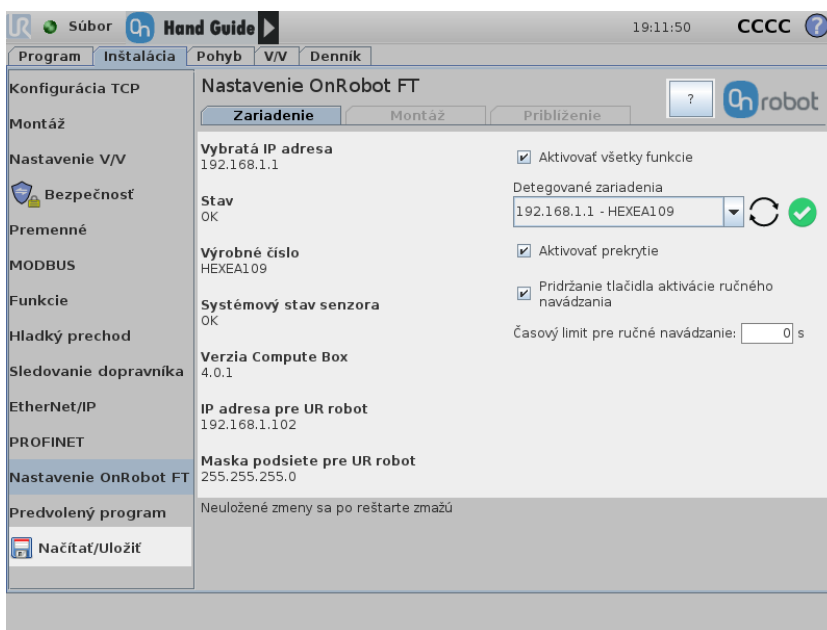 Súbor
Hand Guide
19:11:50
CCCC
?
Program
Inštalácia
Pohyb
V/V
Denník
Konfigurácia TCP
Montáž
Nastavenie V/V
Bezpečnosť
Premenné
MODBUS
Funkcie
Hladký prechod
Sledovanie dopravníka
EtherNet/IP
PROFINET
Nastavenie OnRobot FT
Predvolený program
Načítať/Uložiť
Nastavenie OnRobot FT
?
On robot
Zariadenie
Montáž
Priblíženie
Vybratá IP adresa
192.168.1.1
Stav
OK
Výrobné číslo
HEXEA109
Systémový stav senzora
OK
Verzia Compute Box
4.0.1
IP adresa pre UR robot
192.168.1.102
Maska podsiete pre UR robot
255.255.255.0
Aktivovať všetky funkcie
Detegované zariadenia
192.168.1.1 - HEXEA109
Aktivovať prekrytie
Pridržanie tlačidla aktivácie ručného
navádzania
Časový limit pre ručné navádzanie: 0 s
Neuložené zmeny sa po reštarte zmažú